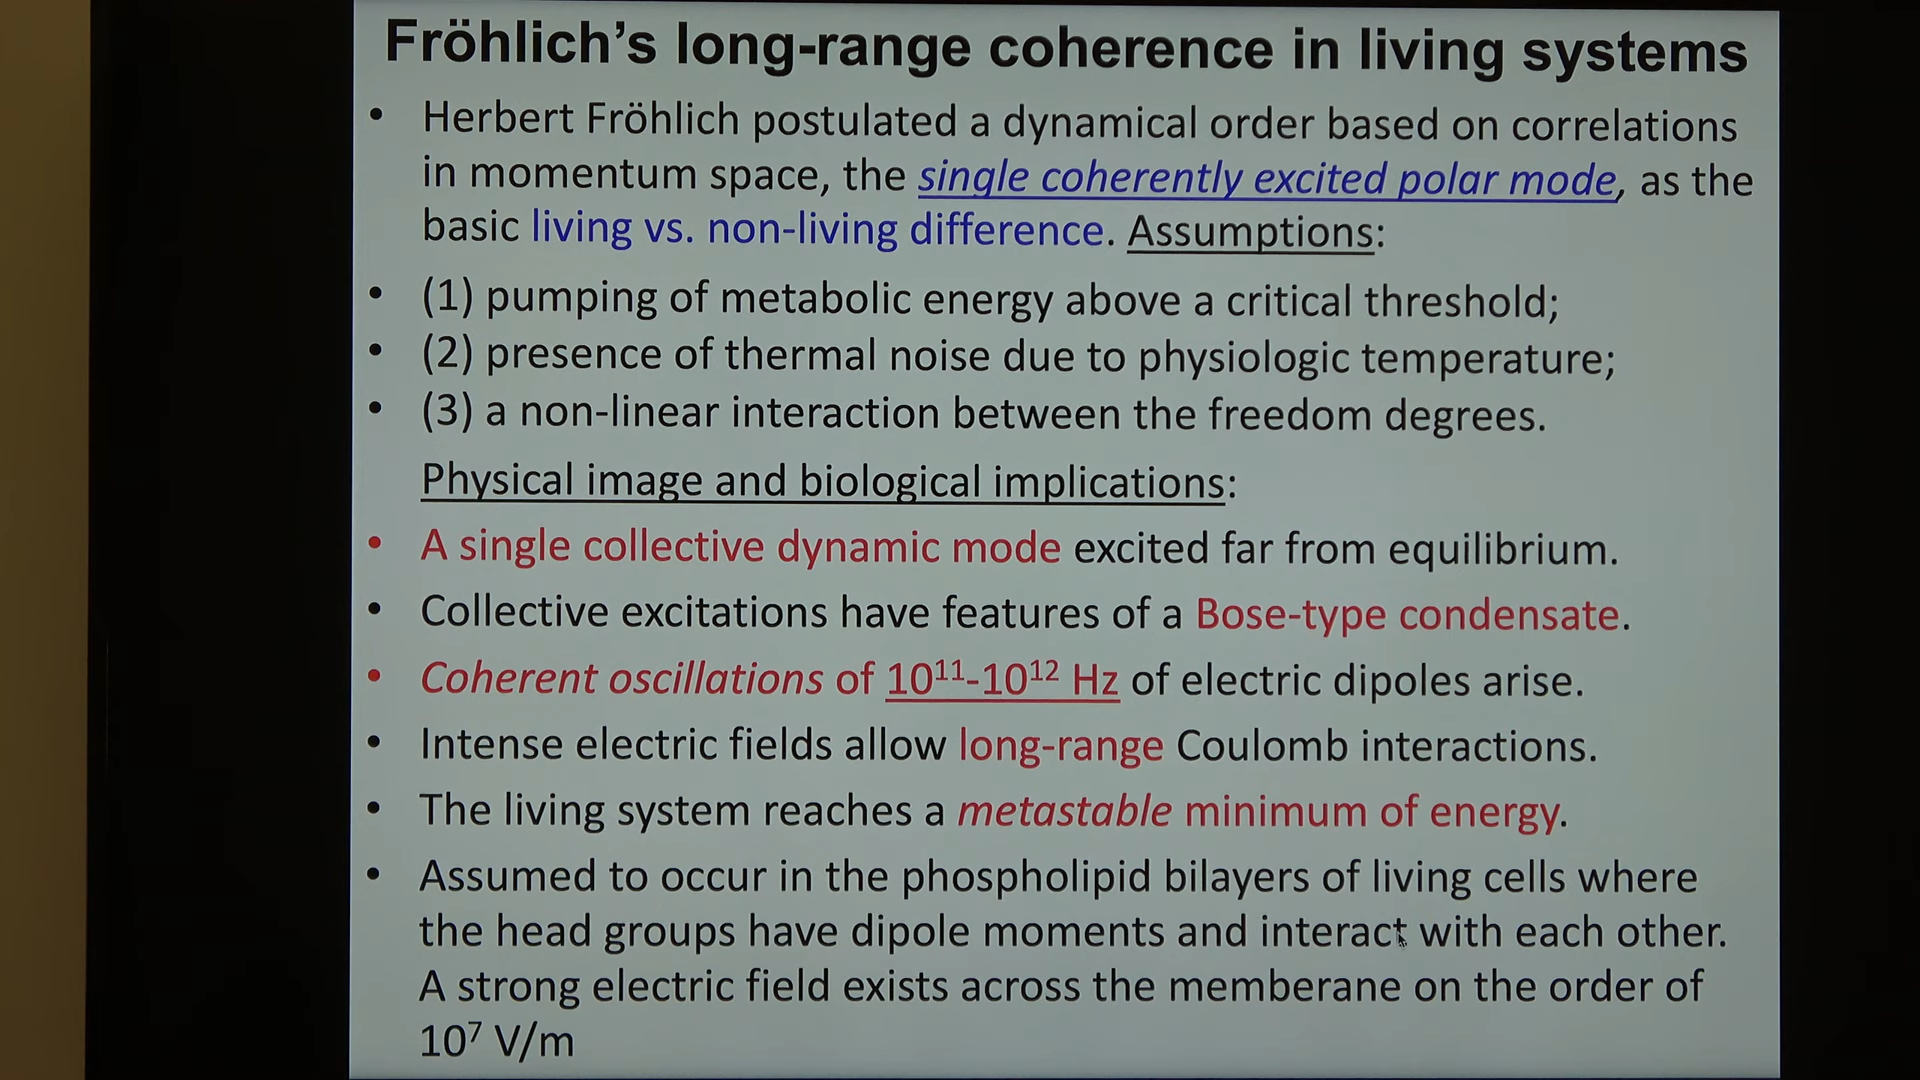 Fröhlich's long-range coherence in living systems
• Herbert Fröhlich postulated a dynamical order based on correlations
in momentum space, the single coherently excited polar mode, as the
basic living vs. non-living difference. Assumptions:
• (1) pumping of metabolic energy above a critical threshold;
• (2) presence of thermal noise due to physiologic temperature;
• (3) a non-linear interaction between the freedom degrees.
Physical image and biological implications:
• A single collective dynamic mode excited far from equilibrium.
• Collective excitations have features of a Bose-type condensate.
• Coherent oscillations of 10¹¹-10¹² Hz of electric dipoles arise.
• Intense electric fields allow long-range Coulomb interactions.
• The living system reaches a metastable minimum of energy.
• Assumed to occur in the phospholipid bilayers of living cells where
the head groups have dipole moments and interact with each other.
A strong electric field exists across the memberane on the order of
10⁷ V/m